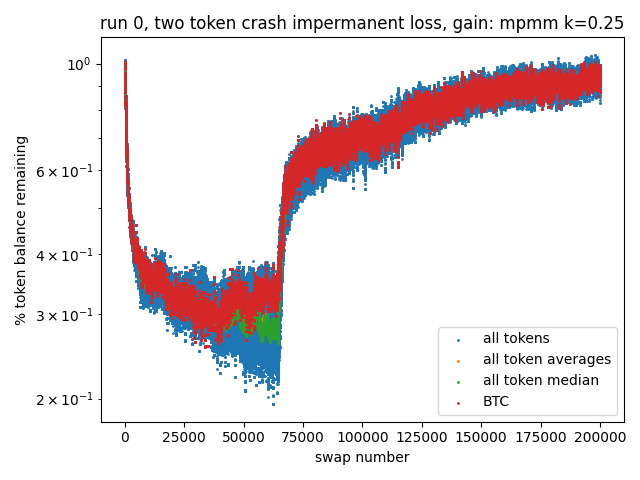 run 0, two token crash impermanent loss, gain: mpmm k=0.25
10⁰
6 × 10⁻¹
4 × 10⁻¹
3 × 10⁻¹
2 × 10⁻¹
% token balance remaining
all tokens
all token averages
all token median
BTC
0 25000 50000 75000 100000 125000 150000 175000 200000
swap number